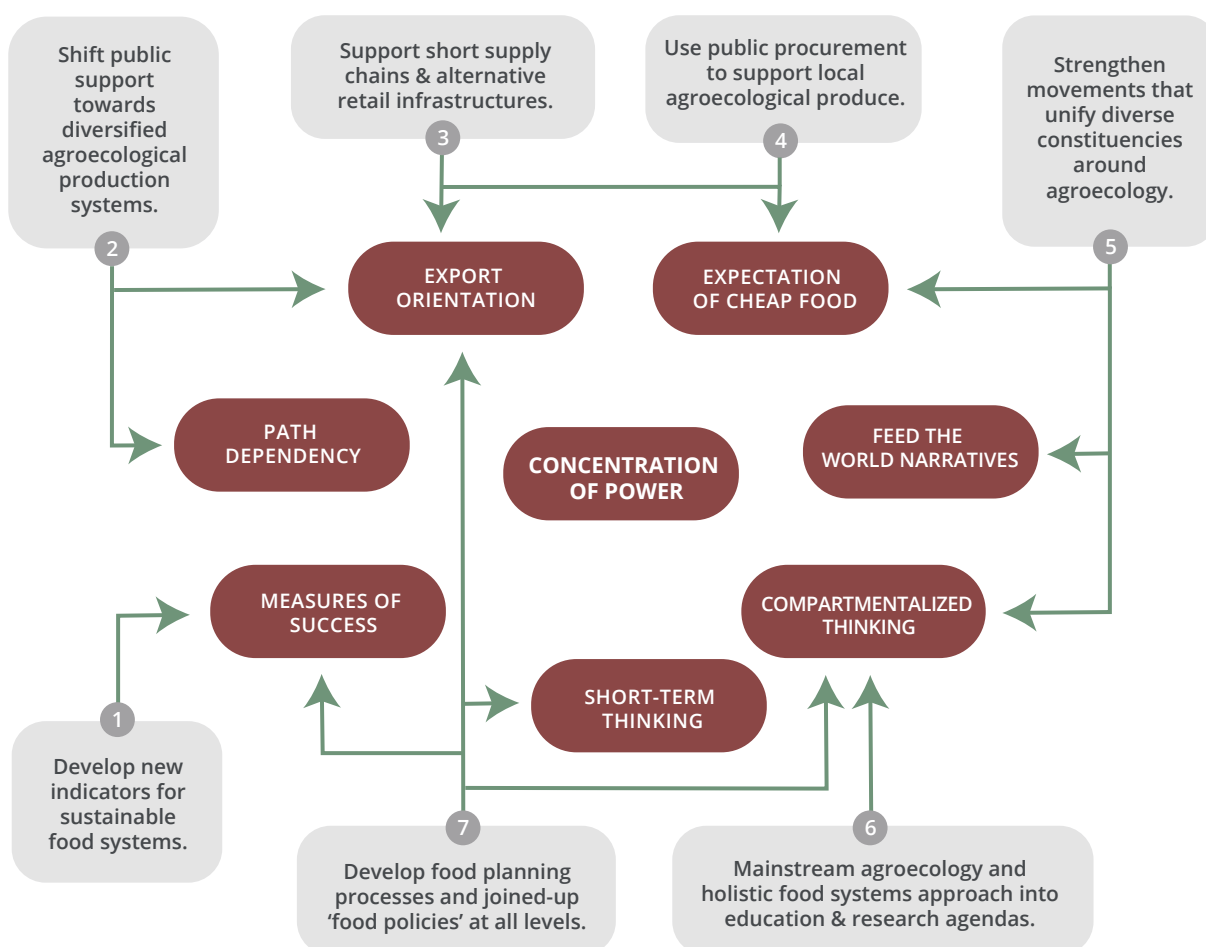 Shift public
support
towards
diversified
agroecological
production
systems.
2
Support short supply
chains & alternative
retail infrastructures.
3
Use public procurement
to support local
agroecological produce.
4
Strengthen
movements that
unify diverse
constituencies
around
agroecology.
5
EXPORT
ORIENTATION
EXPECTATION
OF CHEAP FOOD
PATH
DEPENDENCY
CONCENTRATION
OF POWER
FEED THE
WORLD NARRATIVES
MEASURES OF
SUCCESS
COMPARTMENTALIZED
THINKING
SHORT-TERM
THINKING
1
Develop new
indicators for
sustainable
food systems.
7
Develop food planning
processes and joined-up
‘food policies’ at all levels.
6
Mainstream agroecology and
holistic food systems approach into
education & research agendas.